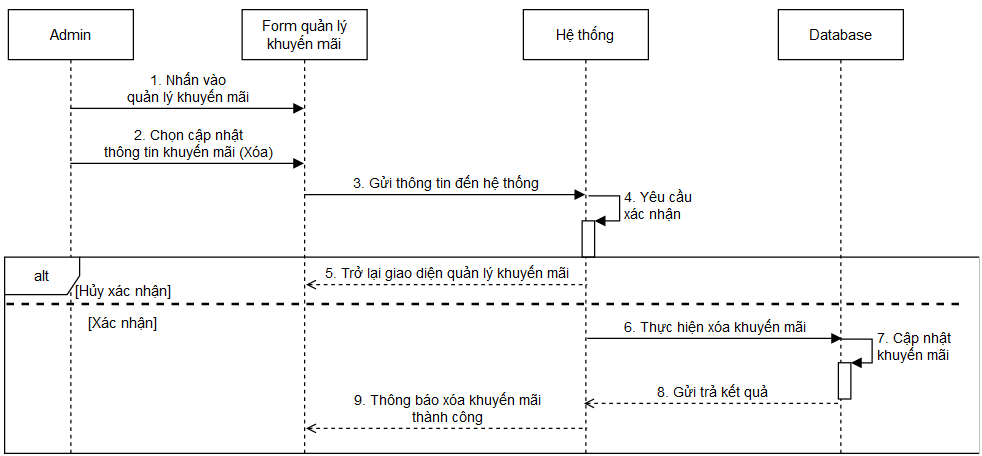 Admin
Form quản lý
khuyến mãi
Hệ thống
Database
1. Nhấn vào
quản lý khuyến mãi
2. Chọn cập nhật
thông tin khuyến mãi (Xóa)
3. Gửi thông tin đến hệ thống
4. Yêu cầu
xác nhận
alt
5. Trở lại giao diện quản lý khuyến mãi
[Hủy xác nhận]
[Xác nhận]
6. Thực hiện xóa khuyến mãi
7. Cập nhật
khuyến mãi
8. Gửi trả kết quả
9. Thông báo xóa khuyến mãi
thành công